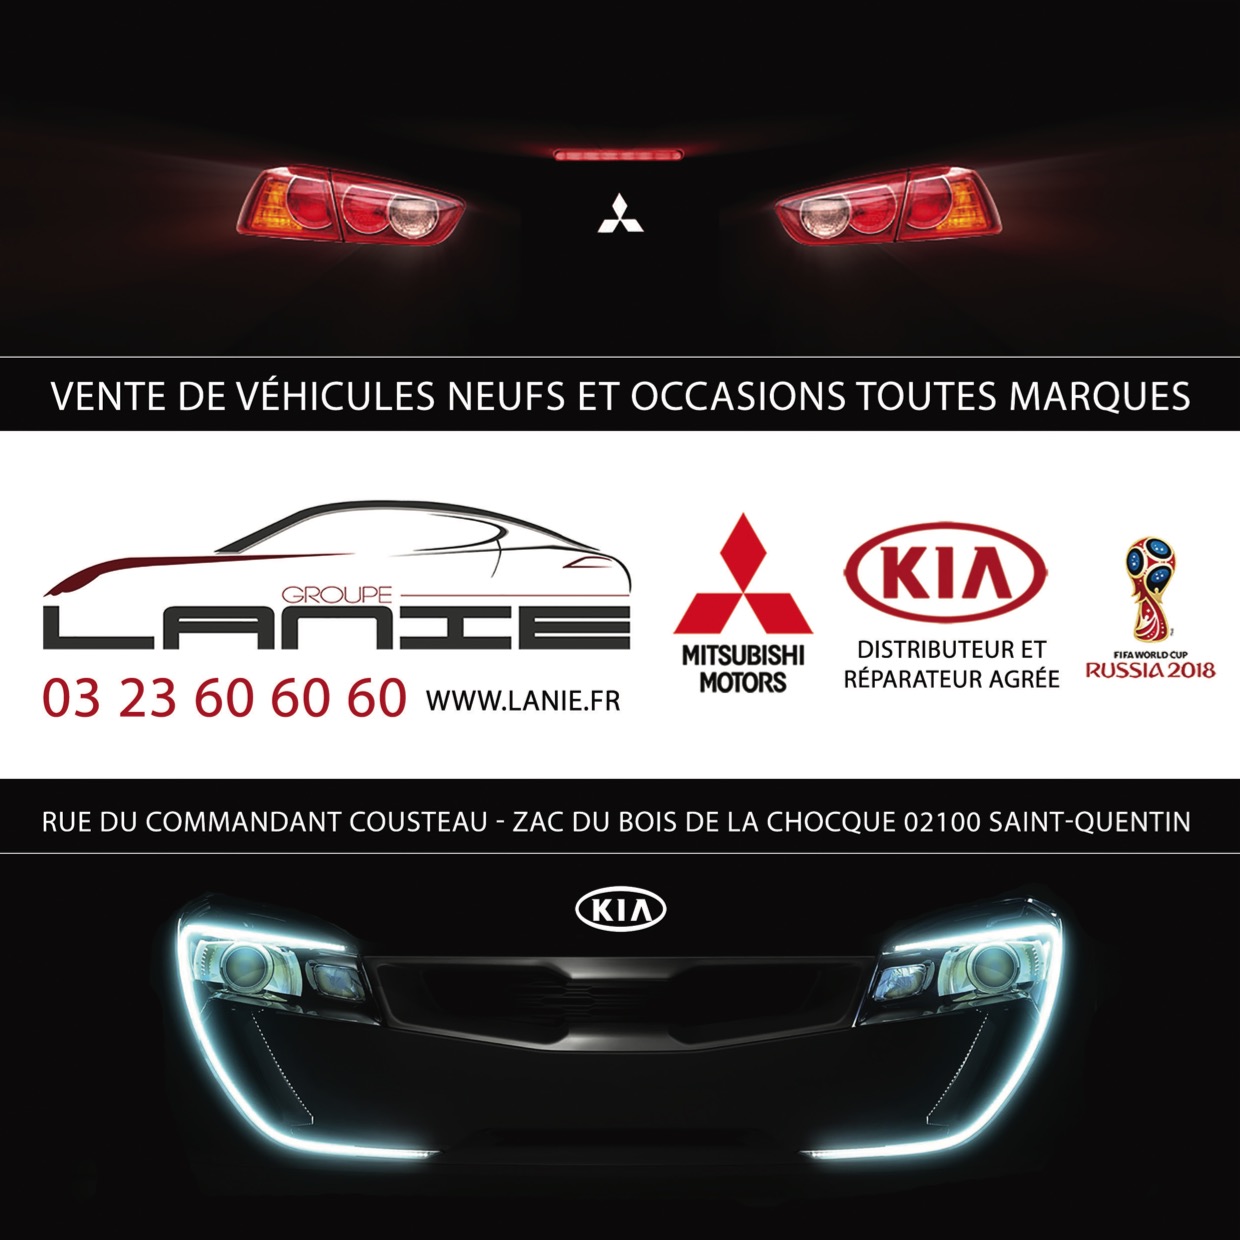 VENTE DE VÉHICULES NEUFS ET OCCASIONS TOUTES MARQUES
GROUPE
LANIE
03 23 60 60 60 WWW.LANIE.FR
MITSUBISHI
MOTORS
KIA
DISTRIBUTEUR ET
RÉPARATEUR AGRÉE
FIFA WORLD CUP
RUSSIA 2018
RUE DU COMMANDANT COUSTEAU - ZAC DU BOIS DE LA CHOCQUE 02100 SAINT-QUENTIN
KIA